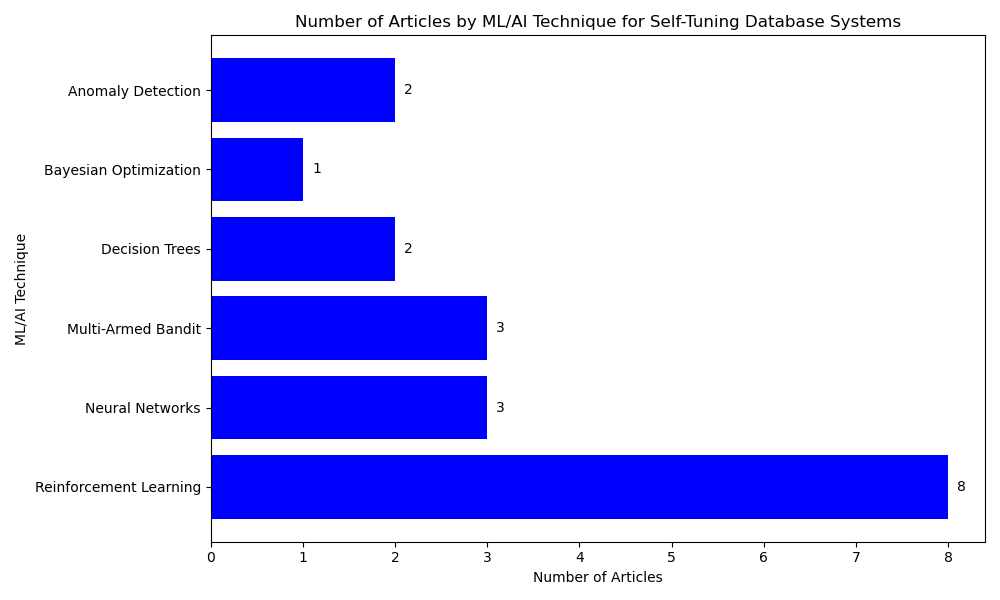 Number of Articles by ML/AI Technique for Self-Tuning Database Systems
ML/AI Technique
Anomaly Detection 2
Bayesian Optimization 1
Decision Trees 2
Multi-Armed Bandit 3
Neural Networks 3
Reinforcement Learning 8
0 1 2 3 4 5 6 7 8
Number of Articles